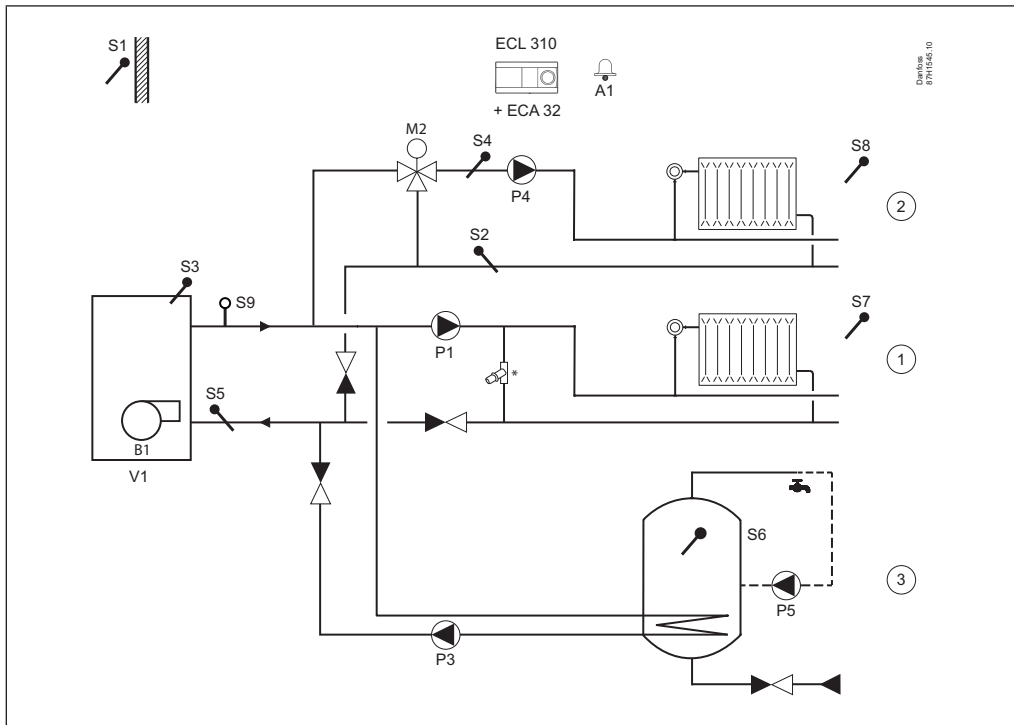 S1
ECL 310
+ ECA 32
A1
Danfoss
87H1545.10
M2
S4
P4
S8
2
S2
S3
S9
P1
*
S7
1
S5
B1
V1
S6
P5
3
P3